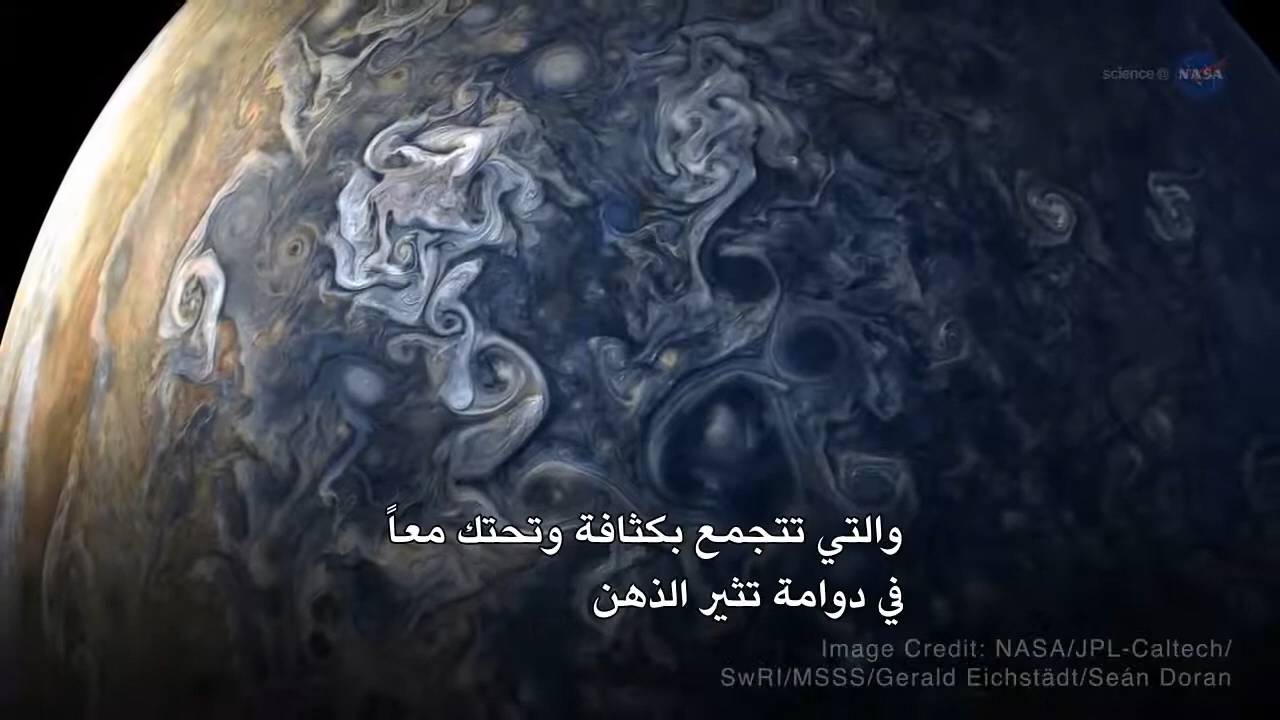 science@ NASA
والتي تتجمع بكثافة وتحتك معاً
في دوامة تثير الذهن
Image Credit: NASA/JPL-Caltech/
SwRI/MSSS/Gerald Eichstädt/Seán Doran